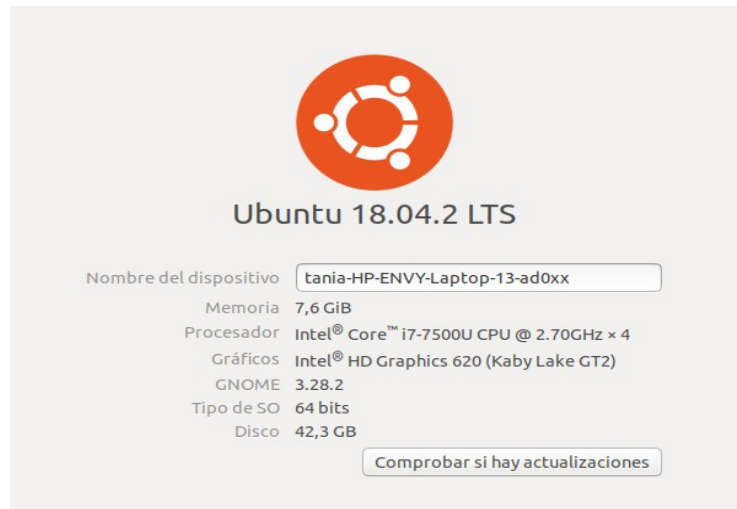 Ubuntu 18.04.2 LTS
Nombre del dispositivo tania-HP-ENVY-Laptop-13-ad0xx
Memoria 7,6 GiB
Procesador Intel® Core™ i7-7500U CPU @ 2.70GHz × 4
Gráficos Intel® HD Graphics 620 (Kaby Lake GT2)
GNOME 3.28.2
Tipo de SO 64 bits
Disco 42,3 GB
Comprobar si hay actualizaciones